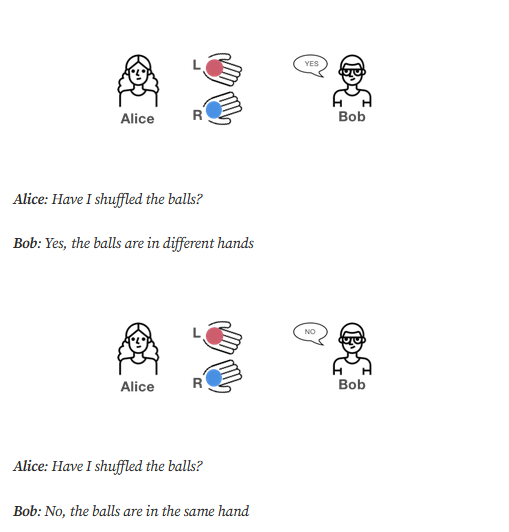 L
YES
R
Alice
Bob
Alice: Have I shuffled the balls?
Bob: Yes, the balls are in different hands
L
NO
R
Alice
Bob
Alice: Have I shuffled the balls?
Bob: No, the balls are in the same hand